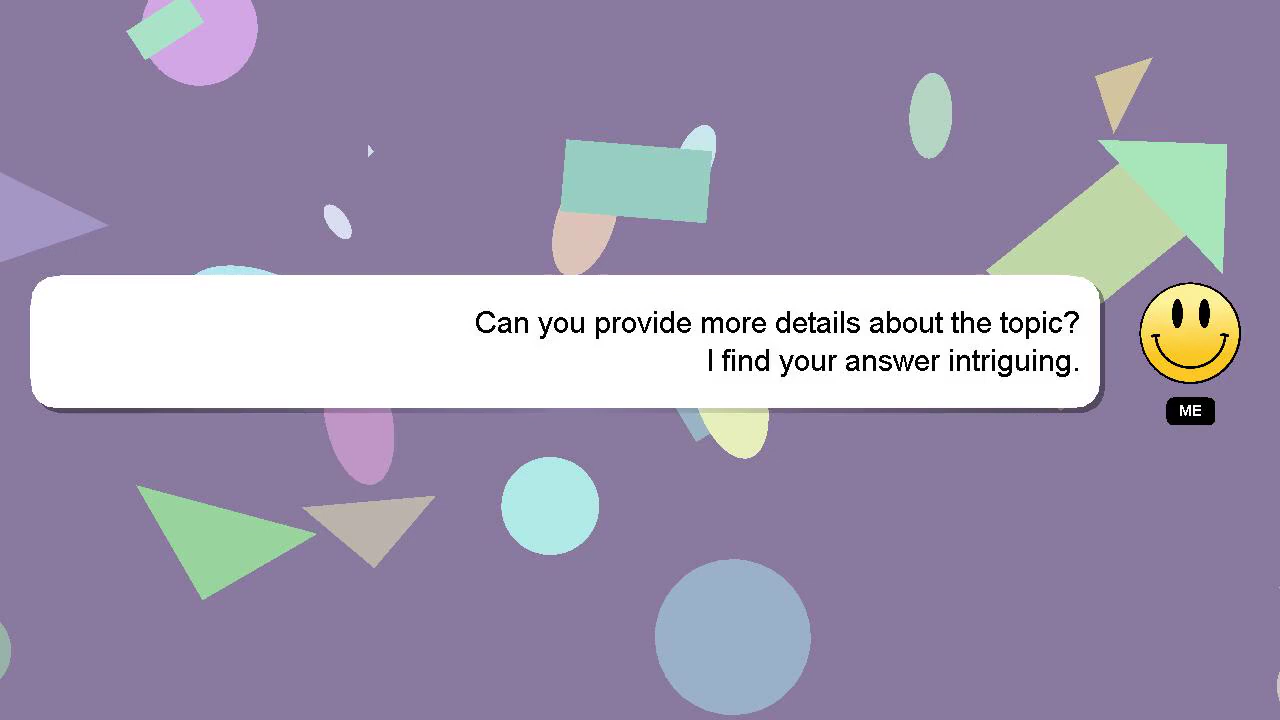 Can you provide more details about the topic?
I find your answer intriguing.
ME